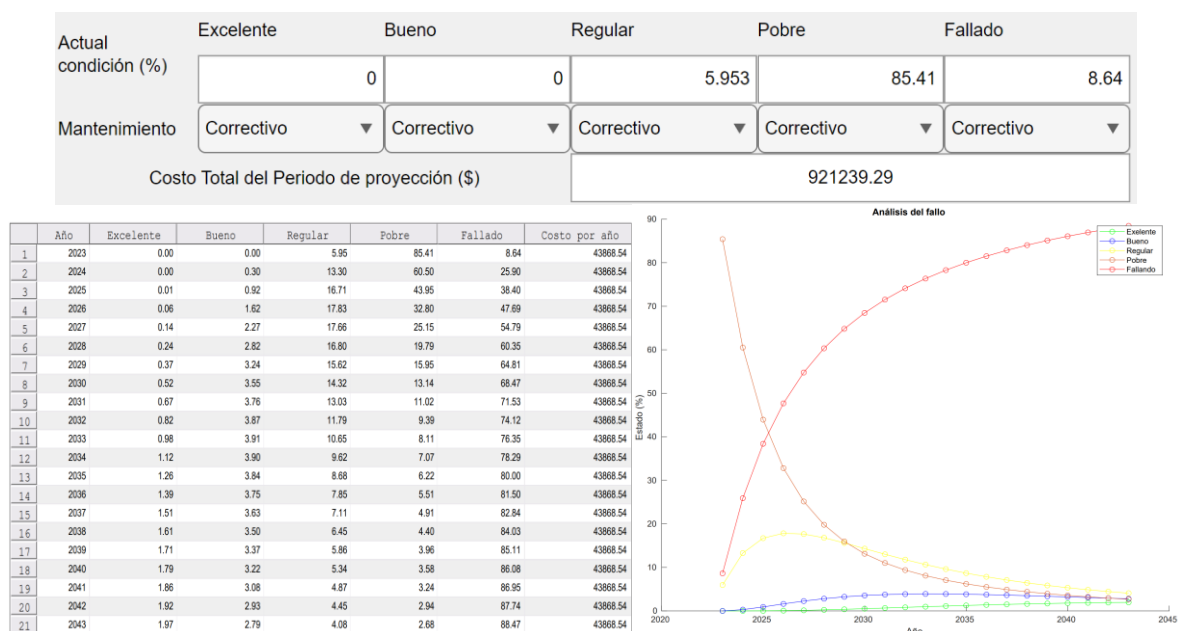 Actual condición (%)
Excelente Bueno Regular Pobre Fallado
0 0 5.953 85.41 8.64
Mantenimiento Correctivo Correctivo Correctivo Correctivo Correctivo
Costo Total del Periodo de proyección ($) 921239.29
Año Excelente Bueno Regular Pobre Fallado Costo por año
1 2023 0.00 0.00 5.95 85.41 8.64 43868.54
2 2024 0.00 0.30 13.30 60.50 25.90 43868.54
3 2025 0.01 0.92 16.71 43.95 38.40 43868.54
4 2026 0.06 1.62 17.83 32.80 47.69 43868.54
5 2027 0.14 2.27 17.66 25.15 54.79 43868.54
6 2028 0.24 2.82 16.80 19.79 60.35 43868.54
7 2029 0.37 3.24 15.62 15.95 64.81 43868.54
8 2030 0.52 3.55 14.32 13.14 68.47 43868.54
9 2031 0.67 3.76 13.03 11.02 71.53 43868.54
10 2032 0.82 3.87 11.79 9.39 74.12 43868.54
11 2033 0.98 3.91 10.65 8.11 76.35 43868.54
12 2034 1.12 3.90 9.62 7.07 78.29 43868.54
13 2035 1.26 3.84 8.68 6.22 80.00 43868.54
14 2036 1.39 3.75 7.85 5.51 81.50 43868.54
15 2037 1.51 3.63 7.11 4.91 82.84 43868.54
16 2038 1.61 3.50 6.45 4.40 84.03 43868.54
17 2039 1.71 3.37 5.86 3.96 85.11 43868.54
18 2040 1.79 3.22 5.34 3.58 86.08 43868.54
19 2041 1.86 3.08 4.87 3.24 86.95 43868.54
20 2042 1.92 2.93 4.45 2.94 87.74 43868.54
21 2043 1.97 2.79 4.08 2.68 88.47 43868.54
Análisis del fallo
Exelente
Bueno
Regular
Pobre
Fallando
Estado (%)
90
80
70
60
50
40
30
20
10
0
2020 2025 2030 2035 2040 2045
Año